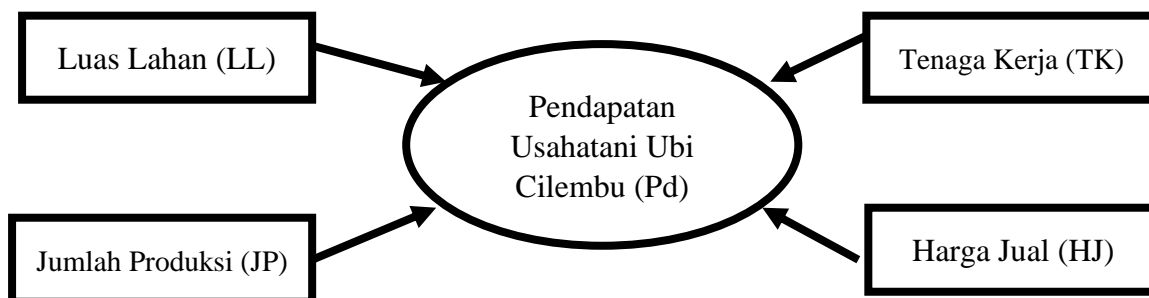 Luas Lahan (LL)
Tenaga Kerja (TK)
Pendapatan
Usahatani Ubi
Cilembu (Pd)
Jumlah Produksi (JP)
Harga Jual (HJ)